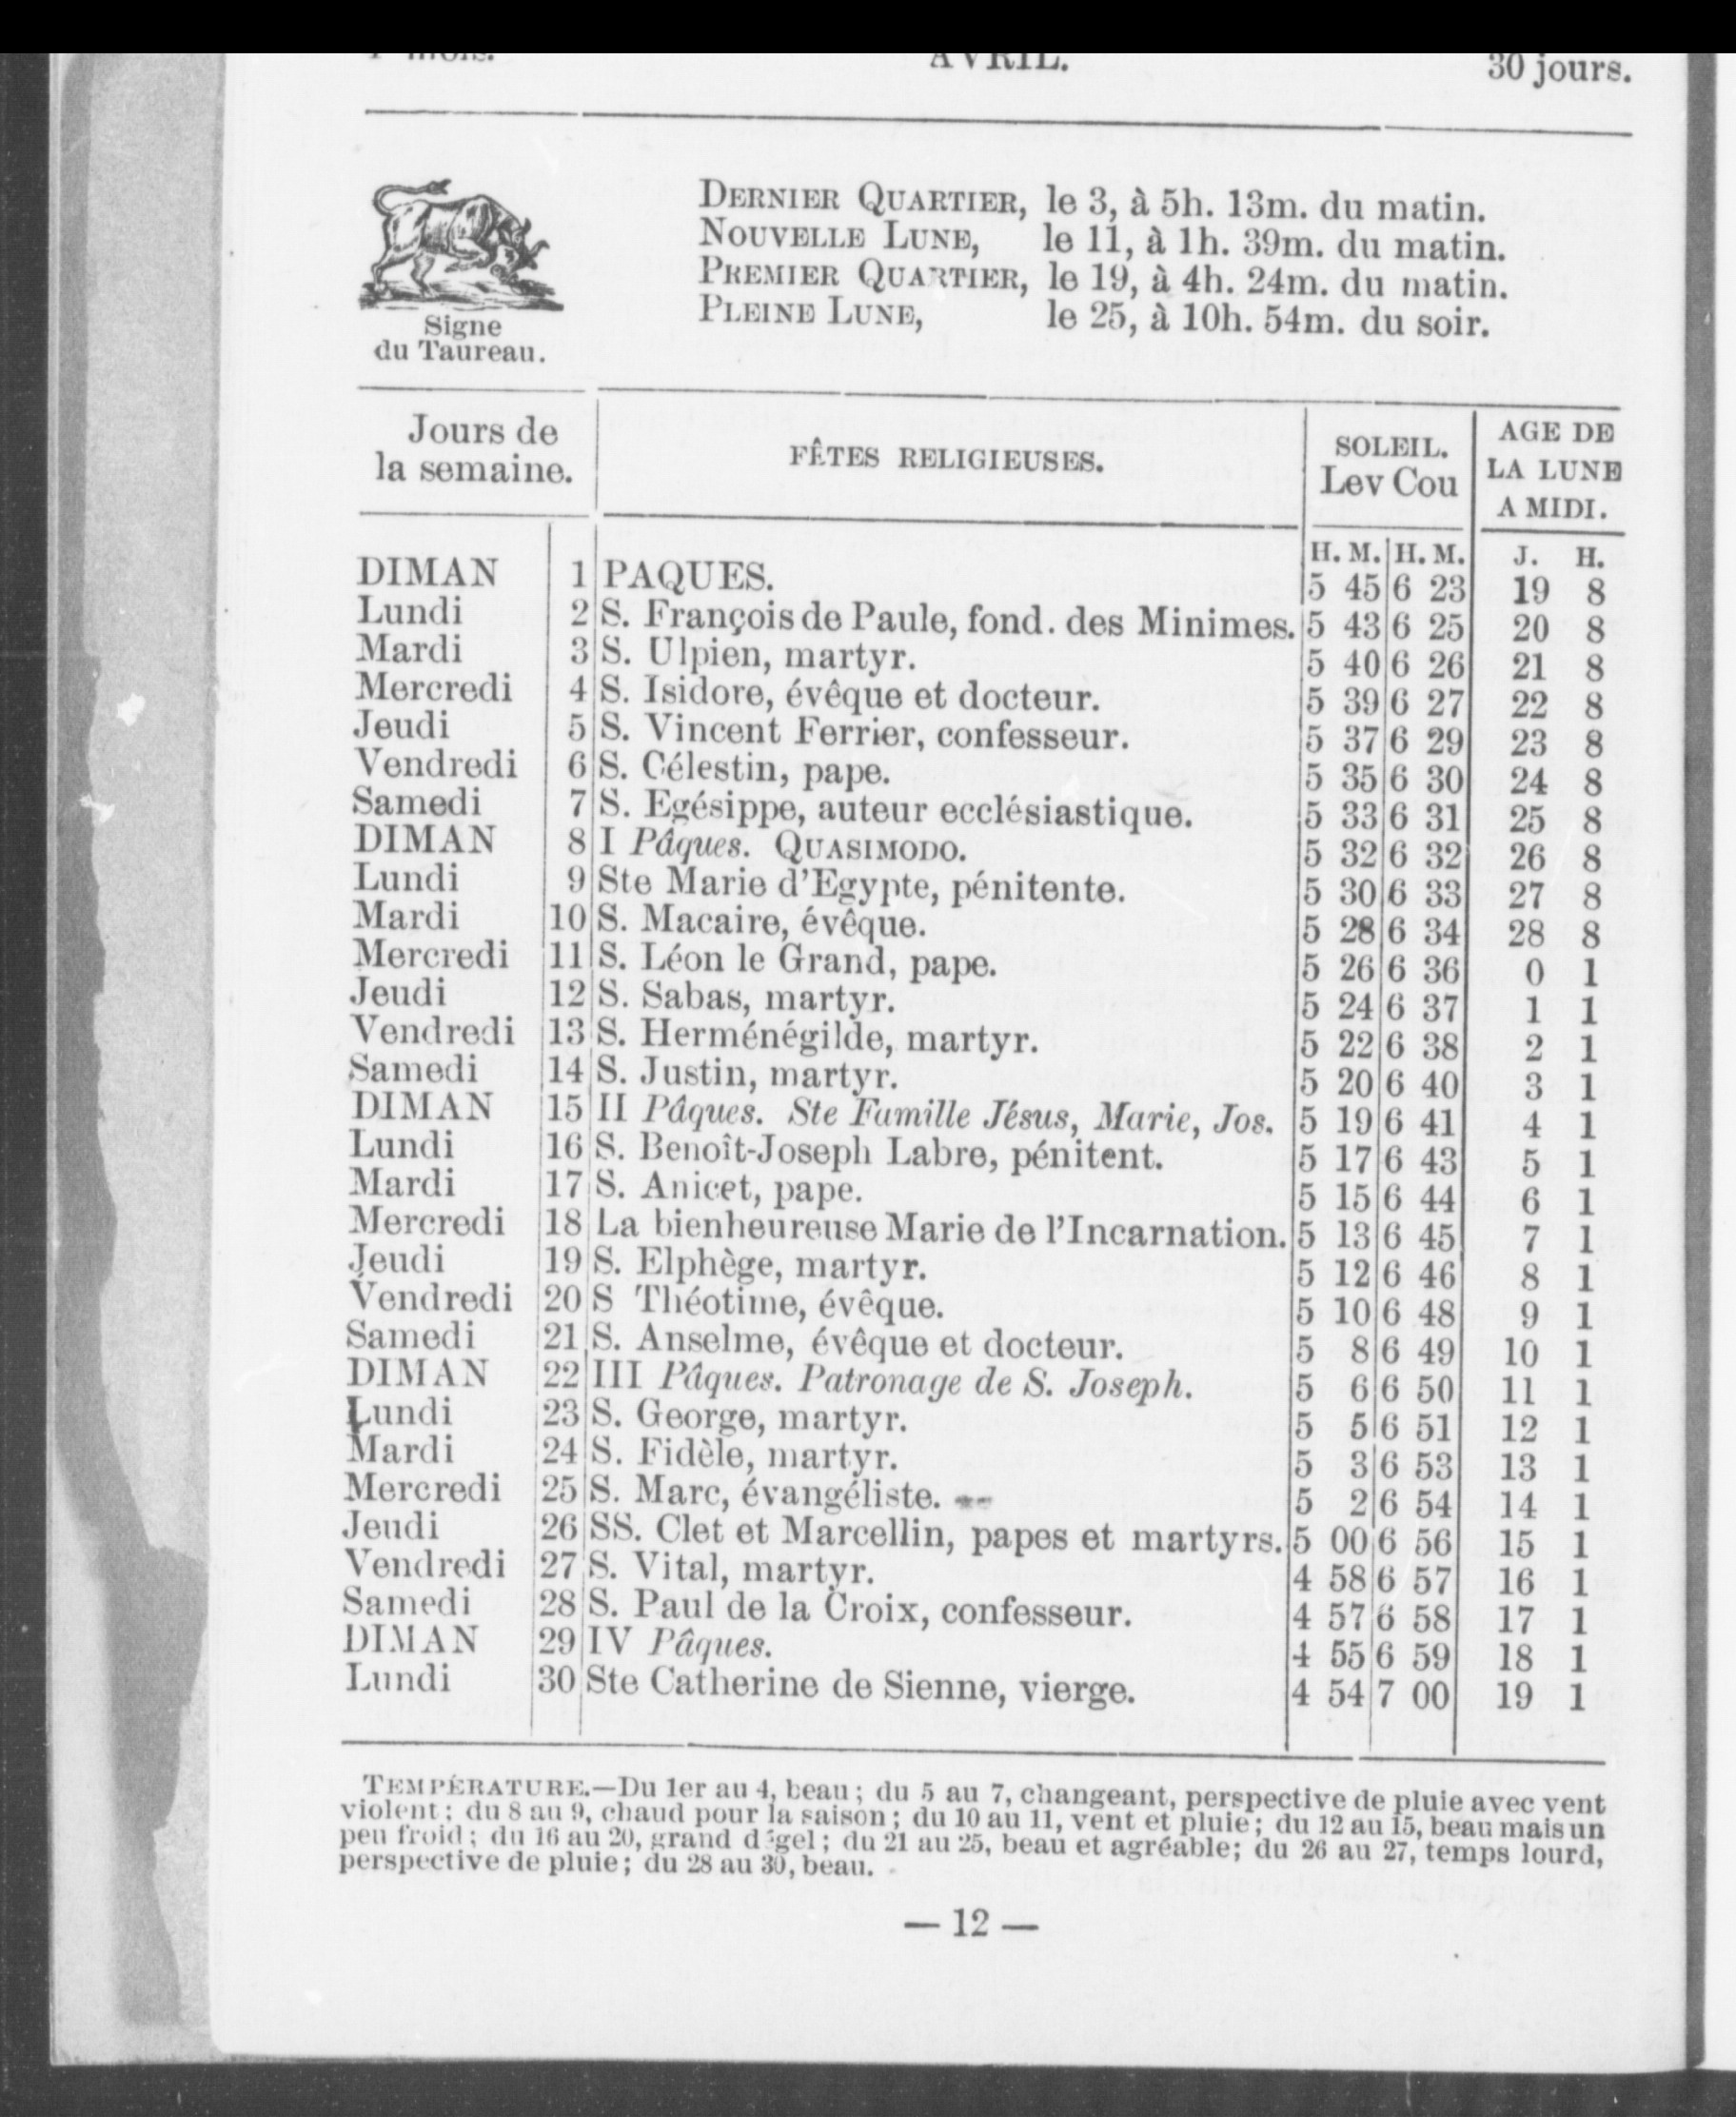 mois. AVRIL. 30 jours.
DERNIER QUARTIER, le 3, à 5h. 13m. du matin.
NOUVELLE LUNE, le 11, à 1h. 39m. du matin.
PREMIER QUARTIER, le 19, à 4h. 24m. du matin.
PLEINE LUNE, le 25, à 10h. 54m. du soir.
Signe
du Taureau.
Jours de
la semaine.
FÊTES RELIGIEUSES.
SOLEIL.
Lev Cou
AGE DE
LA LUNE
A MIDI.
H. M. H. M. J. H.
DIMAN 1 PAQUES. 5 45 6 23 19 8
Lundi 2 S. François de Paule, fond. des Minimes. 5 43 6 25 20 8
Mardi 3 S. Ulpien, martyr. 5 40 6 26 21 8
Mercredi 4 S. Isidore, évêque et docteur. 5 39 6 27 22 8
Jeudi 5 S. Vincent Ferrier, confesseur. 5 37 6 29 23 8
Vendredi 6 S. Célestin, pape. 5 35 6 30 24 8
Samedi 7 S. Egésippe, auteur ecclésiastique. 5 33 6 31 25 8
DIMAN 8 I Pâques. QUASIMODO. 5 32 6 32 26 8
Lundi 9 Ste Marie d'Egypte, pénitente. 5 30 6 33 27 8
Mardi 10 S. Macaire, évêque. 5 28 6 34 28 8
Mercredi 11 S. Léon le Grand, pape. 5 26 6 36 0 1
Jeudi 12 S. Sabas, martyr. 5 24 6 37 1 1
Vendredi 13 S. Herménégilde, martyr. 5 22 6 38 2 1
Samedi 14 S. Justin, martyr. 5 20 6 40 3 1
DIMAN 15 II Pâques. Ste Famille Jésus, Marie, Jos. 5 19 6 41 4 1
Lundi 16 S. Benoît-Joseph Labre, pénitent. 5 17 6 43 5 1
Mardi 17 S. Anicet, pape. 5 15 6 44 6 1
Mercredi 18 La bienheureuse Marie de l'Incarnation. 5 13 6 45 7 1
Jeudi 19 S. Elphège, martyr. 5 12 6 46 8 1
Vendredi 20 S Théotime, évêque. 5 10 6 48 9 1
Samedi 21 S. Anselme, évêque et docteur. 5 8 6 49 10 1
DIMAN 22 III Pâques. Patronage de S. Joseph. 5 6 6 50 11 1
Lundi 23 S. George, martyr. 5 5 6 51 12 1
Mardi 24 S. Fidèle, martyr. 5 3 6 53 13 1
Mercredi 25 S. Marc, évangéliste. 5 2 6 54 14 1
Jeudi 26 SS. Clet et Marcellin, papes et martyrs. 5 00 6 56 15 1
Vendredi 27 S. Vital, martyr. 4 58 6 57 16 1
Samedi 28 S. Paul de la Croix, confesseur. 4 57 6 58 17 1
DIMAN 29 IV Pâques. 4 55 6 59 18 1
Lundi 30 Ste Catherine de Sienne, vierge. 4 54 7 00 19 1
TEMPÉRATURE.—Du 1er au 4, beau; du 5 au 7, changeant, perspective de pluie avec vent
violent; du 8 au 9, chaud pour la saison; du 10 au 11, vent et pluie; du 12 au 15, beau mais un
peu froid; du 16 au 20, grand dégel; du 21 au 25, beau et agréable; du 26 au 27, temps lourd,
perspective de pluie; du 28 au 30, beau.
— 12 —